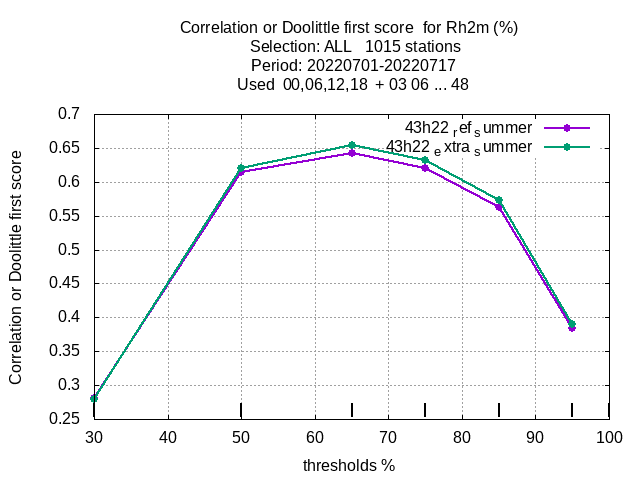 Correlation or Doolittle first score  for Rh2m (%)
Selection: ALL   1015 stations
Period: 20220701-20220717
Used  00,06,12,18  + 03 06 ... 48
43h22 ref summer
43h22 extra summer
Correlation or Doolittle first score
0.7
0.65
0.6
0.55
0.5
0.45
0.4
0.35
0.3
0.25
30 40 50 60 70 80 90 100
thresholds %